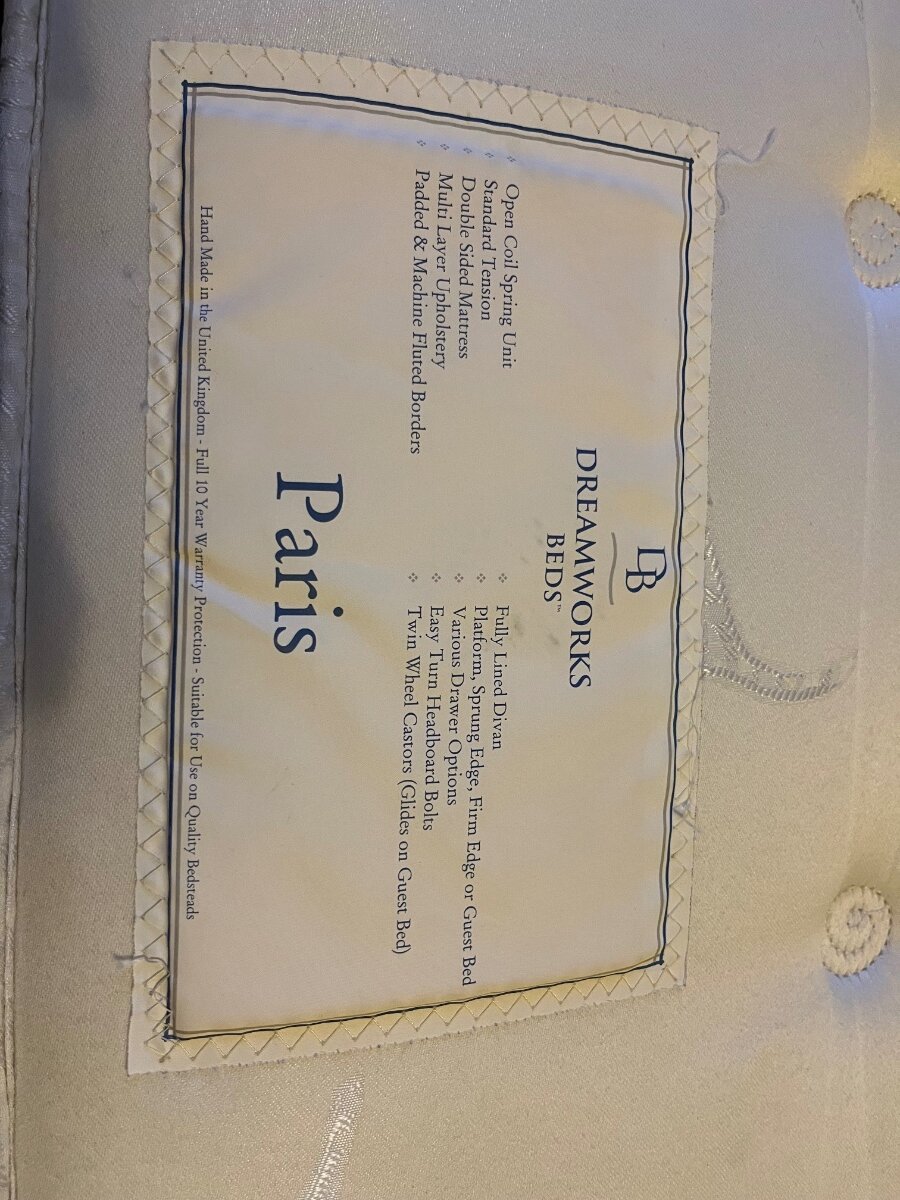 DB
DREAMWORKS
BEDS™
Open Coil Spring Unit
Standard Tension
Double Sided Mattress
Multi Layer Upholstery
Padded & Machine Fluted Borders
Fully Lined Divan
Platform, Sprung Edge, Firm Edge or Guest Bed
Various Drawer Options
Easy Turn Headboard Bolts
Twin Wheel Castors (Glides on Guest Bed)
Paris
Hand Made in the United Kingdom - Full 10 Year Warranty Protection - Suitable for Use on Quality Bedsteads